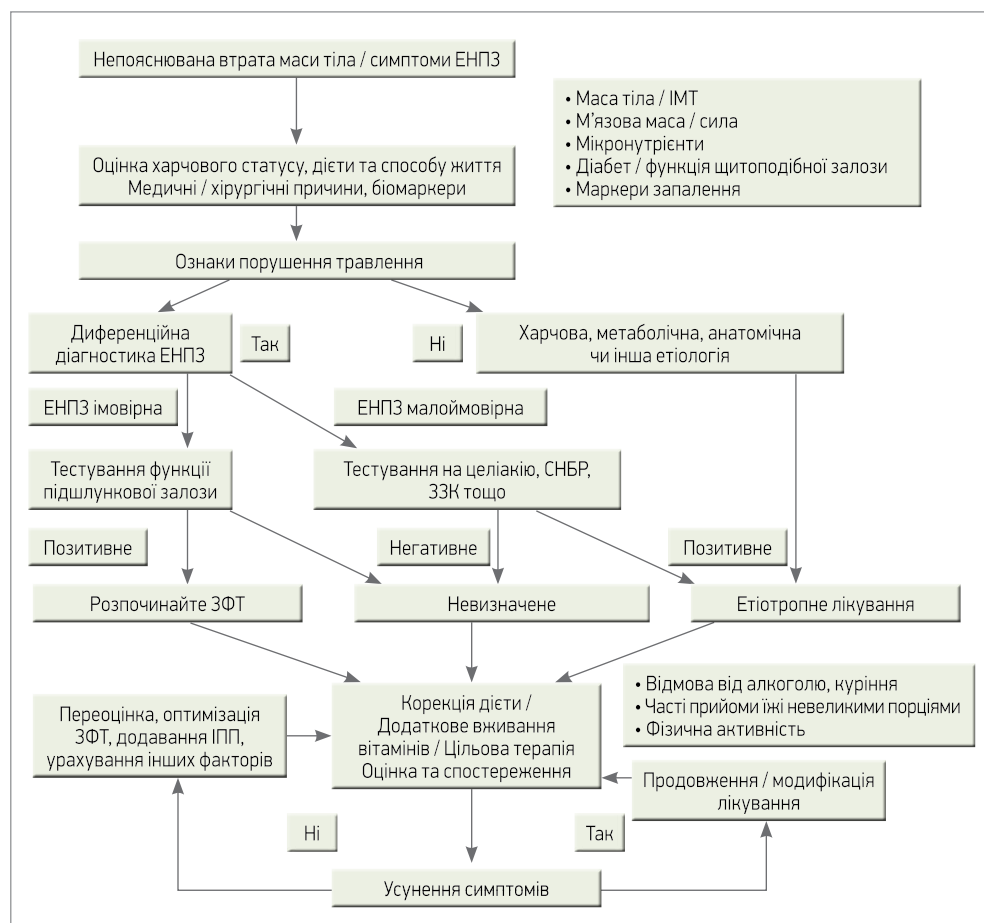 Непояснювана втрата маси тіла / симптоми ЕНПЗ
• Маса тіла / ІМТ
• М’язова маса / сила
• Мікронутрієнти
• Діабет / функція щитоподібної залози
• Маркери запалення
Оцінка харчового статусу, дієти та способу життя
Медичні / хірургічні причини, біомаркери
Ознаки порушення травлення
Диференційна
діагностика ЕНПЗ
Так
Ні
Харчова, метаболічна, анатомічна
чи інша етіологія
ЕНПЗ імовірна
ЕНПЗ малоймовірна
Тестування функції
підшлункової залози
Тестування на целіакію, СНБР,
ЗЗК тощо
Позитивне
Негативне
Позитивне
Розпочинайте ЗФТ
Невизначене
Етіотропне лікування
Переоцінка, оптимізація
ЗФТ, додавання ІПП,
урахування інших факторів
Корекція дієти /
Додаткове вживання
вітамінів / Цільова терапія
Оцінка та спостереження
• Відмова від алкоголю, куріння
• Часті прийоми їжі невеликими порціями
• Фізична активність
Продовження / модифікація
лікування
Ні
Так
Усунення симптомів